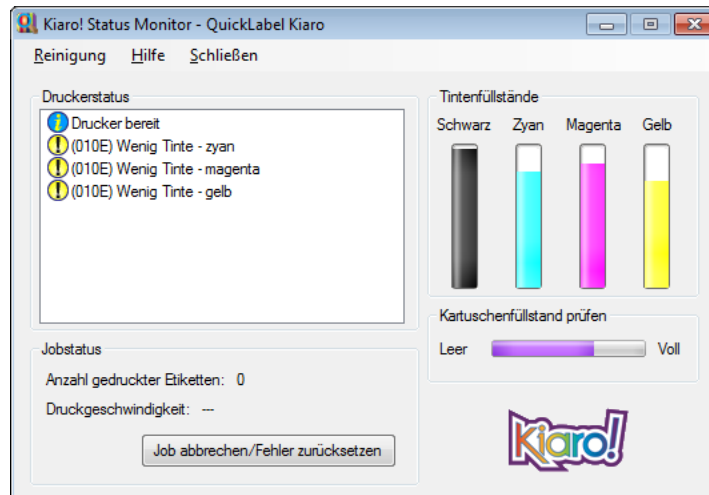 Kiaro! Status Monitor - QuickLabel Kiaro
Reinigung Hilfe Schließen
Druckerstatus
Drucker bereit
(010E) Wenig Tinte - zyan
(010E) Wenig Tinte - magenta
(010E) Wenig Tinte - gelb
Tintenfüllstände
Schwarz Zyan Magenta Gelb
Kartuschenfüllstand prüfen
Leer Voll
Jobstatus
Anzahl gedruckter Etiketten: 0
Druckgeschwindigkeit: ---
Job abbrechen/Fehler zurücksetzen
Kiaro!